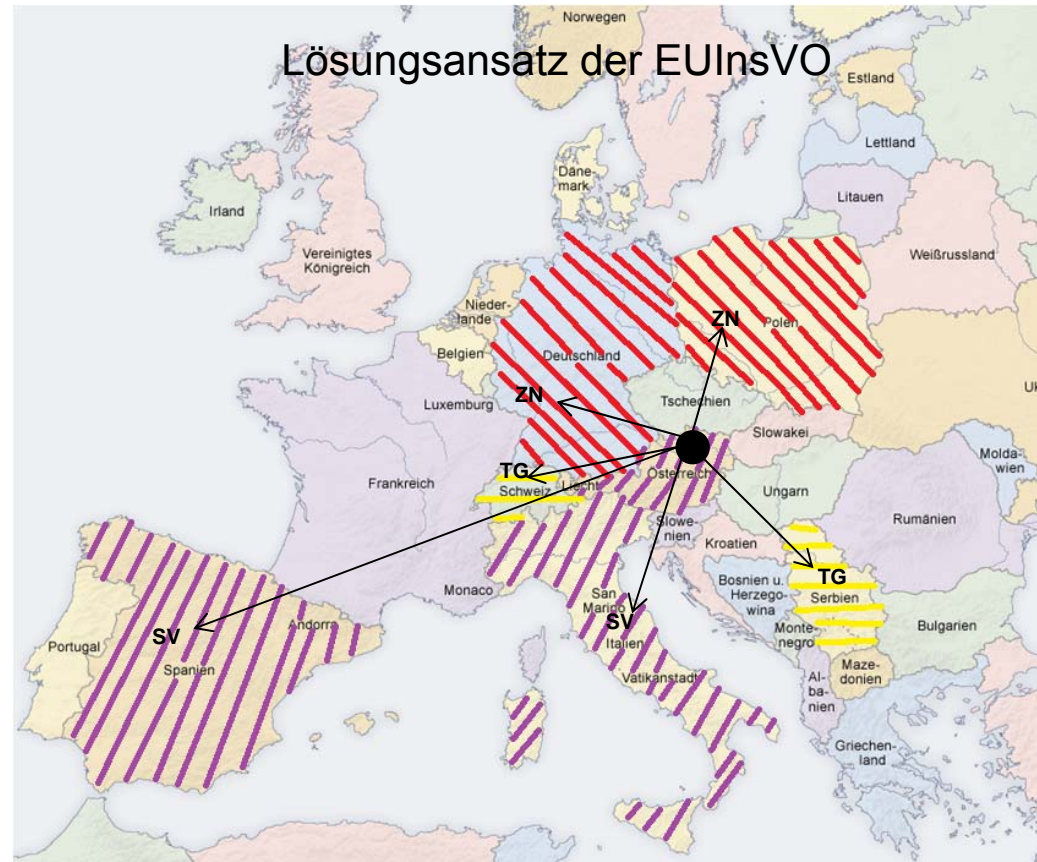 Norwegen
Lösungsansatz der EUInsVO
Estland
Lettland
Däne-
mark
Litauen
Irland
Vereinigtes
Königreich
Weißrussland
Nieder-
lande
ZN
Polen
Belgien
Deutschland
Uk
ZN
Tschechien
Luxemburg
Slowakei
Molda-
wien
TG
Österreich
Frankreich
Schweiz
Liecht
Ungarn
Slowe-
nien
Rumänien
Kroatien
TG
Monaco
San
Marino
Bosnien u.
Herzego-
wina
Serbien
SV
Andorra
SV
Italien
Monte-
negro
Bulgarien
Portugal
Spanien
Vatikanstadt
Maze-
donien
Al-
ba-
nien
Griechen-
land